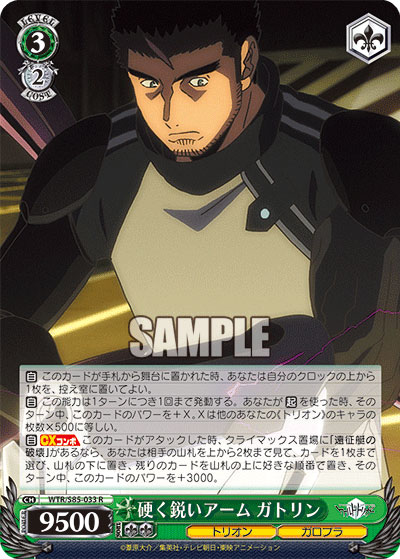 LEVEL
3
2
COST
SAMPLE
【自】 このカードが手札から舞台に置かれた時、あなたは自分のクロックの上から
1枚を、控え室に置いてよい。
【自】 この能力は1ターンにつき1回まで発動する。あなたが【起】を使った時、その
ターン中、このカードのパワーを+X。Xは他のあなたの《トリオン》のキャラの
枚数×500に等しい。
【自】 CXコンボ このカードがアタックした時、クライマックス置場に「遠征艇の
破壊」があるなら、あなたは相手の山札を上から2枚まで見て、カードを1枚まで
選び、山札の下に置き、残りのカードを山札の上に好きな順番で置き、その
ターン中、このカードのパワーを+3000。
CH WTR/S85-033 R
硬く鋭いアーム ガトリン
9500
トリオン
ガロプラ
©葦原大介/集英社・テレビ朝日・東映アニメーション